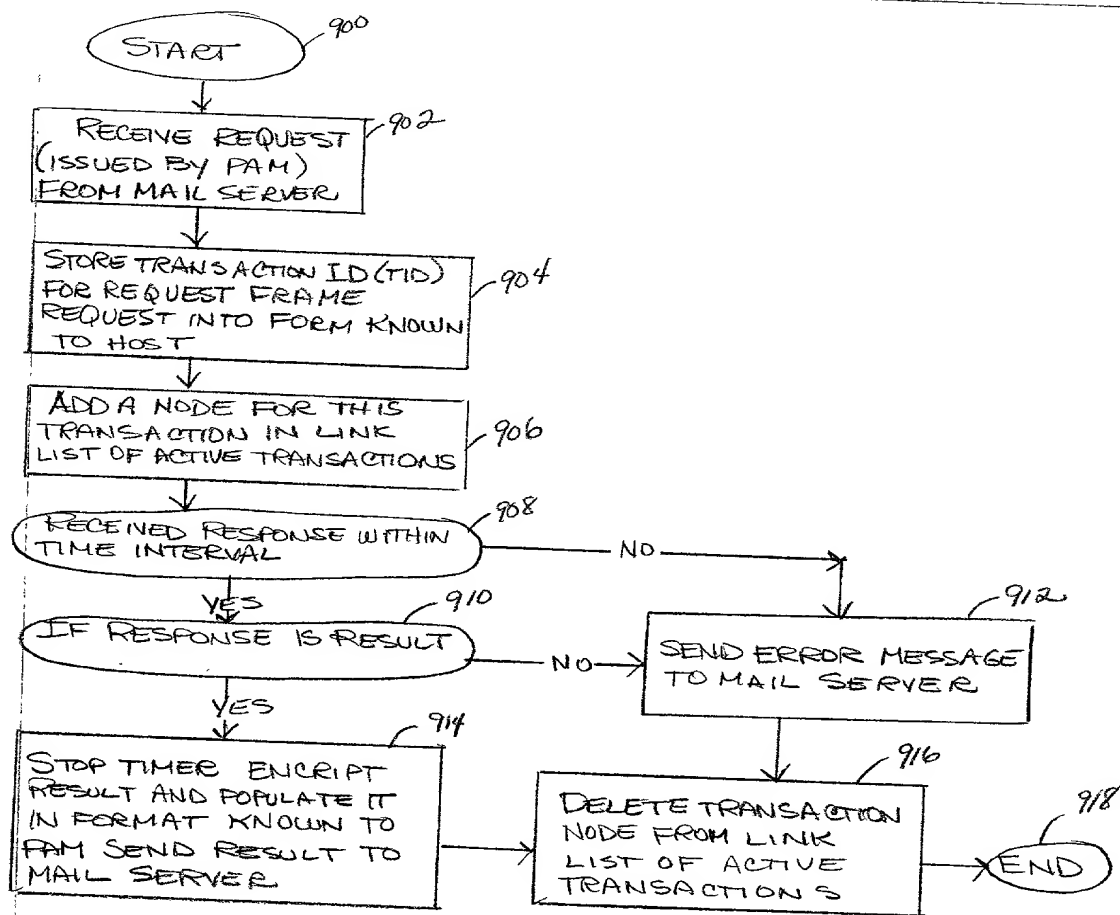 START
900
RECEIVE REQUEST
(ISSUED BY PAM)
FROM MAIL SERVER
902
STORE TRANSACTION ID (TID)
FOR REQUEST FRAME
REQUEST INTO FORM KNOWN
TO HOST
904
ADD A NODE FOR THIS
TRANSACTION IN LINK
LIST OF ACTIVE TRANSACTIONS
906
RECEIVED RESPONSE WITHIN
TIME INTERVAL
908
NO
YES
910
IF RESPONSE IS RESULT
NO
912
SEND ERROR MESSAGE
TO MAIL SERVER
YES
914
STOP TIMER ENCRIPT
RESULT AND POPULATE IT
IN FORMAT KNOWN TO
PAM SEND RESULT TO
MAIL SERVER
916
DELETE TRANSACTION
NODE FROM LINK
LIST OF ACTIVE
TRANSACTIONS
918
END